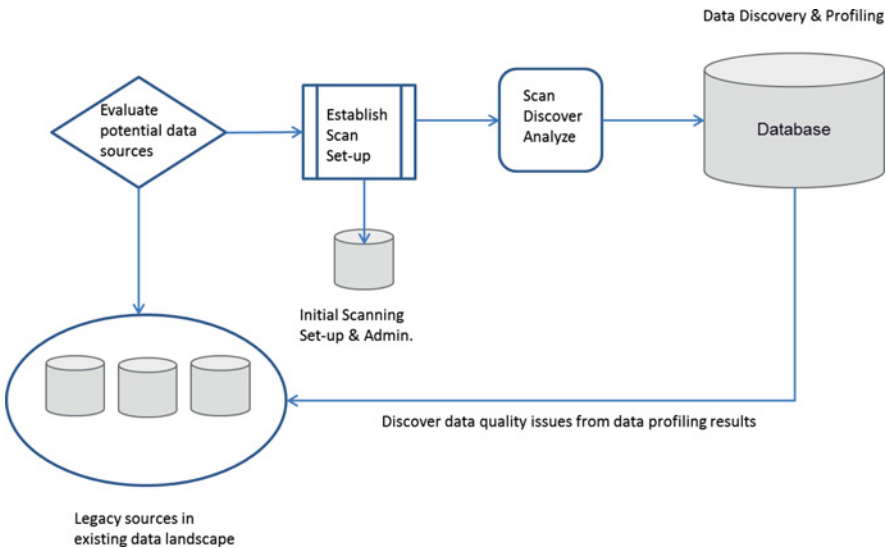 Data Discovery & Profiling
Evaluate
potential data
sources
Establish
Scan
Set-up
Scan
Discover
Analyze
Database
Initial Scanning
Set-up & Admin.
Discover data quality issues from data profiling results
Legacy sources in
existing data landscape